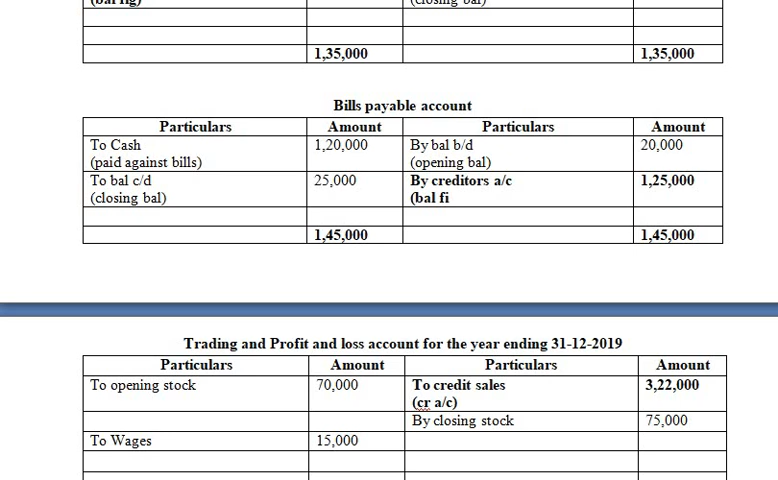 (bal fig) (closing bal)
1,35,000 1,35,000
Bills payable account
Particulars Amount Particulars Amount
To Cash 1,20,000 By bal b/d 20,000
(paid against bills) (opening bal)
To bal c/d 25,000 By creditors a/c 1,25,000
(closing bal) (bal fi
1,45,000 1,45,000
Trading and Profit and loss account for the year ending 31-12-2019
Particulars Amount Particulars Amount
To opening stock 70,000 To credit sales 3,22,000
(cr a/c)
By closing stock 75,000
To Wages 15,000